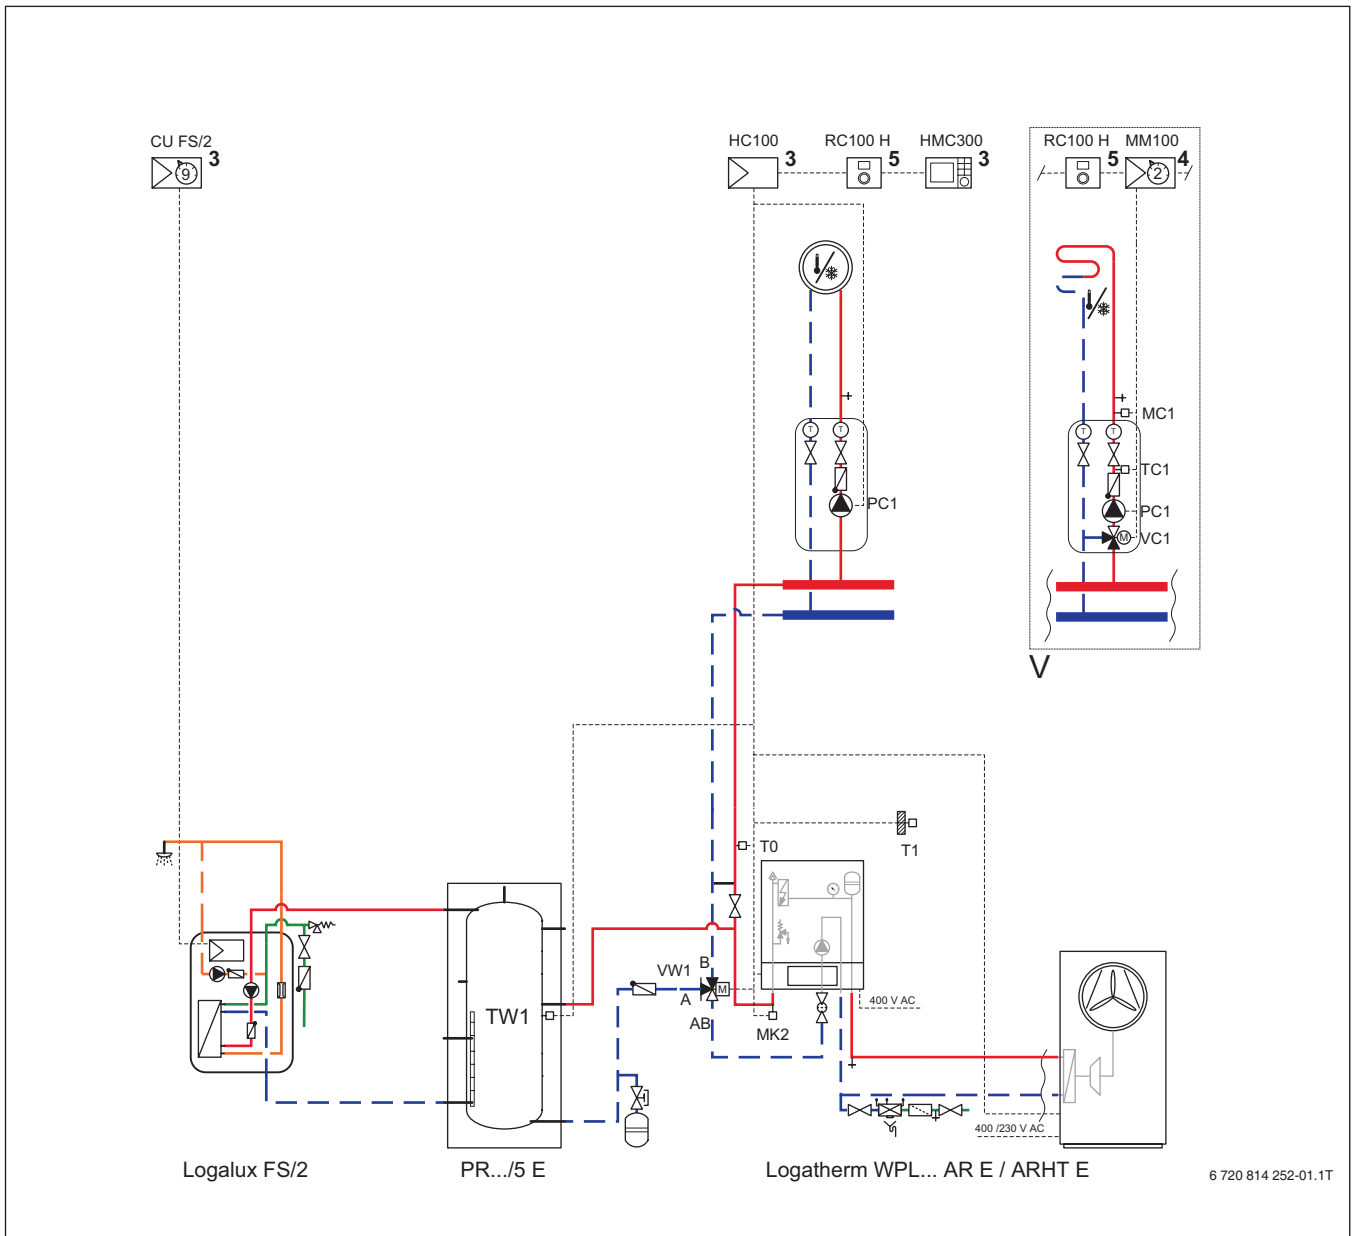 CU FS/2
3
9
HC100
3
RC100 H
5
HMC300
3
RC100 H
5
MM100
4
2
T
T
PC1
T
T
MC1
TC1
PC1
M
VC1
V
T0
T1
B
VW1
A
M
AB
MK2
TW1
400 V AC
400 /230 V AC
Logalux FS/2
PR.../5 E
Logatherm WPL... AR E / ARHT E
6 720 814 252-01.1T